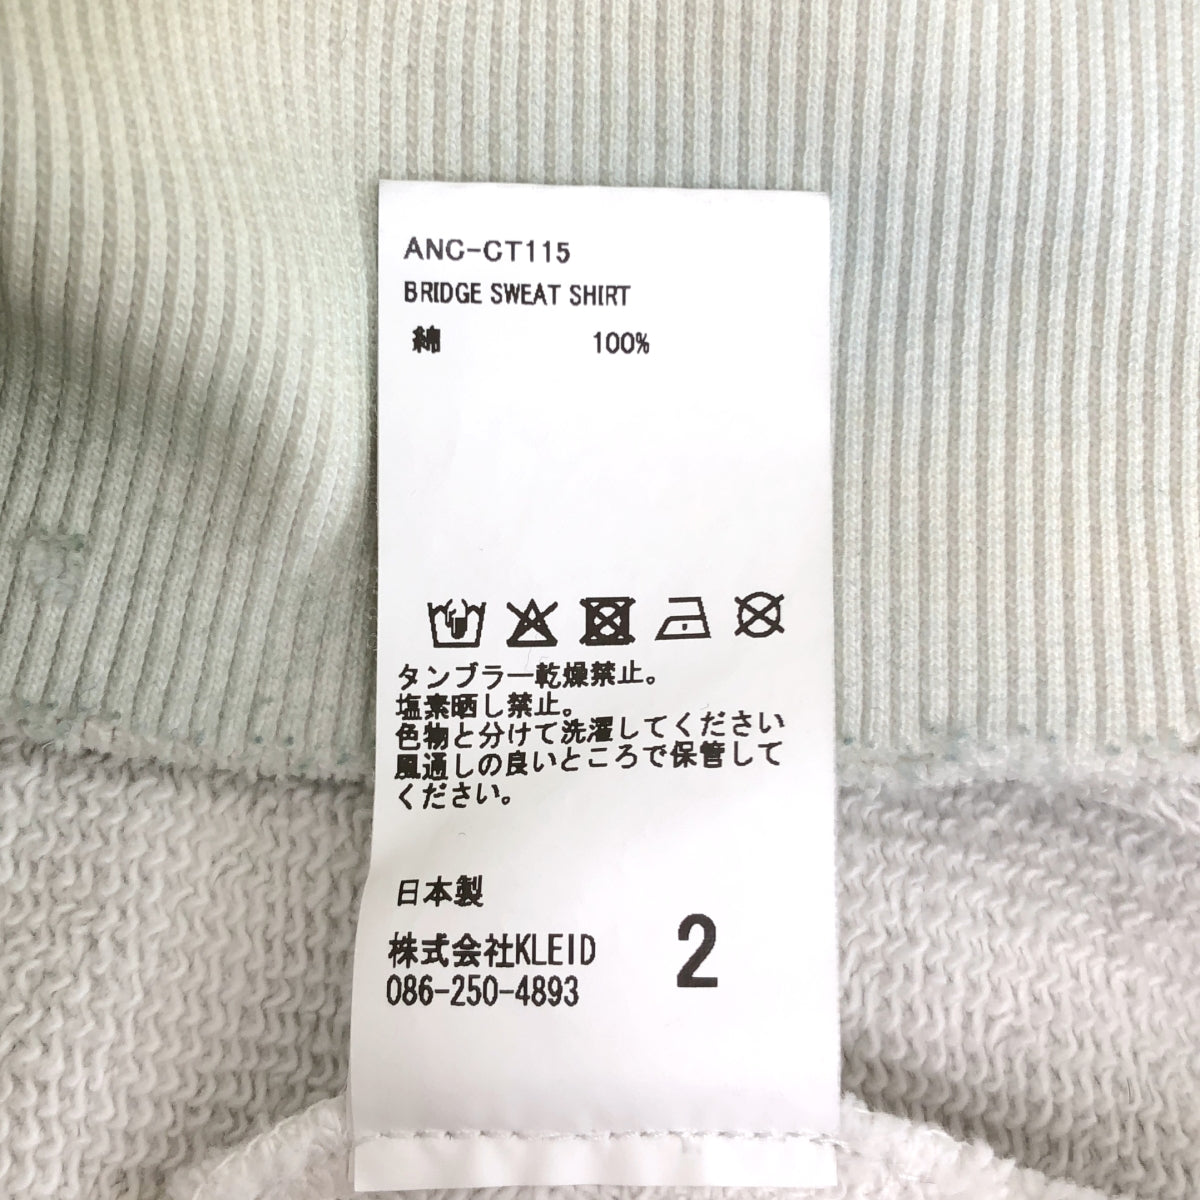 ANC-CT115
BRIDGE SWEAT SHIRT
綿 100%
タンブラー乾燥禁止。
塩素晒し禁止。
色物と分けて洗濯してください
風通しの良いところで保管して
ください。
日本製
株式会社KLEID
086-250-4893
2